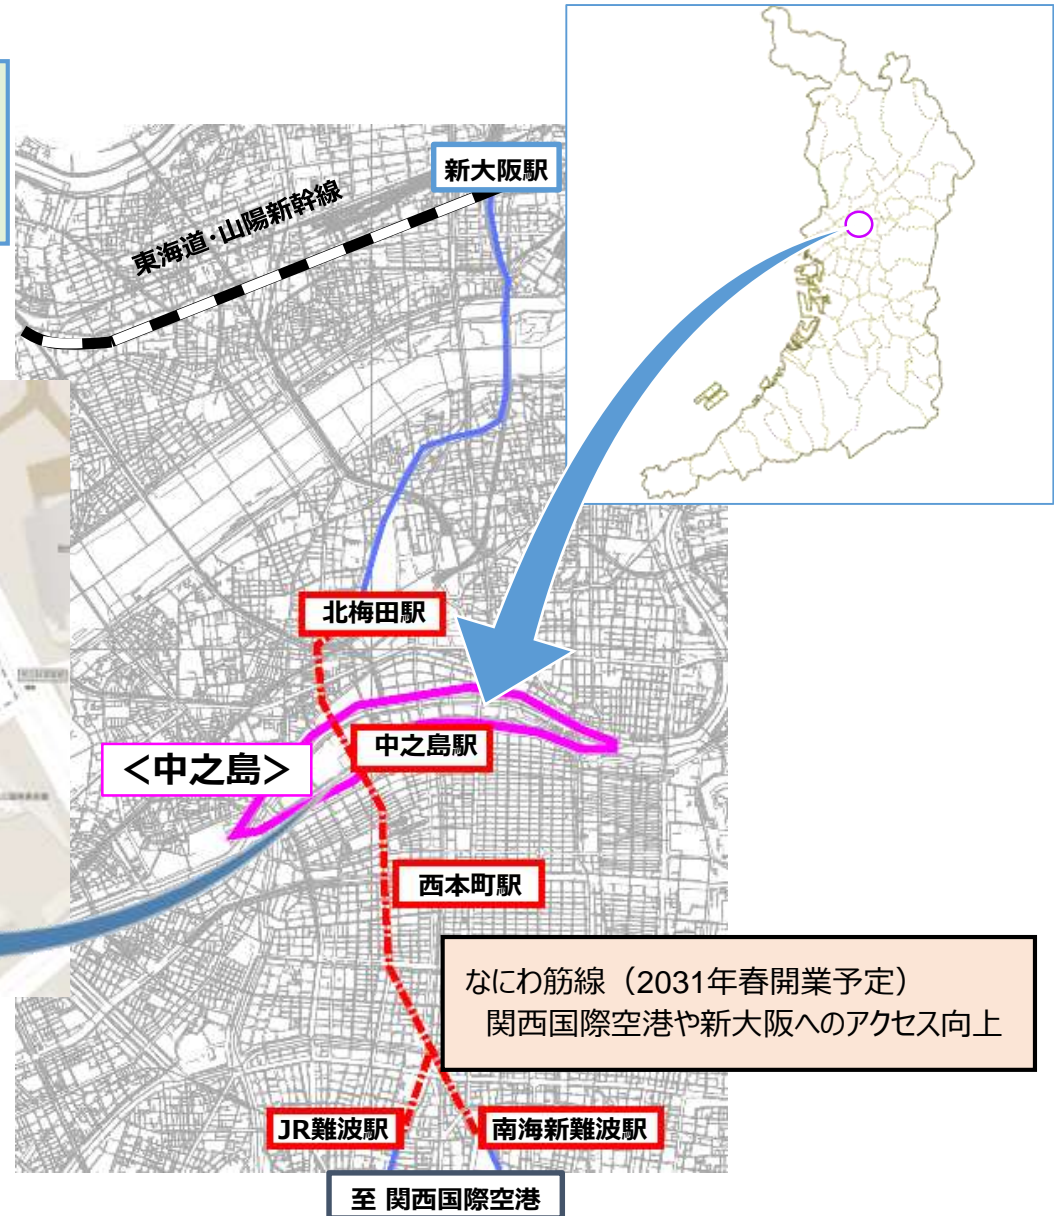 新大阪駅
東海道・山陽新幹線
北梅田駅
中之島駅
＜中之島＞
西本町駅
なにわ筋線（2031年春開業予定）
関西国際空港や新大阪へのアクセス向上
JR難波駅
南海新難波駅
至 関西国際空港